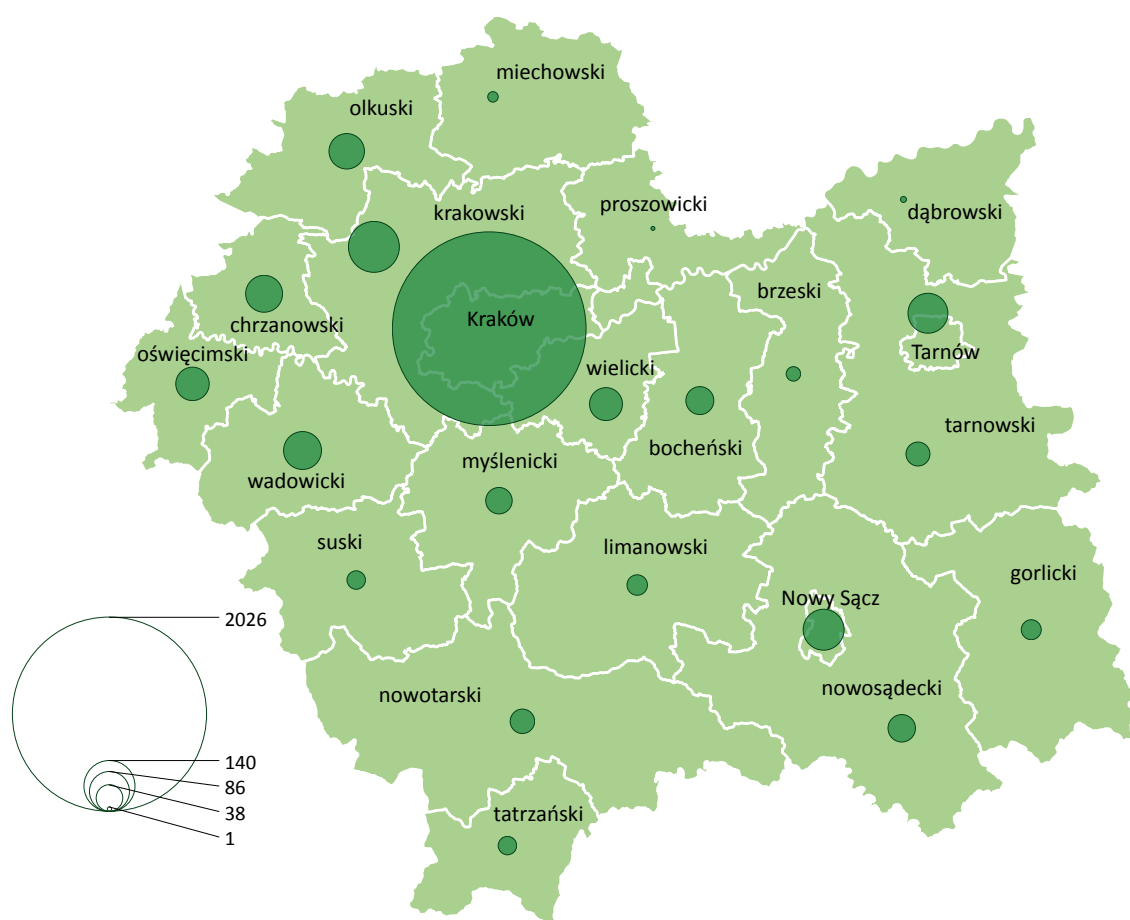 miechowski
olkuski
krakowski
proszowicki
dąbrowski
brzeski
Kraków
chrzanowski
oświęcimski
Tarnów
wielicki
tarnowski
bocheński
myślenicki
wadowicki
suski
limanowski
gorlicki
Nowy Sącz
2026
nowotarski
nowosądecki
140
86
38
tatrzański
1